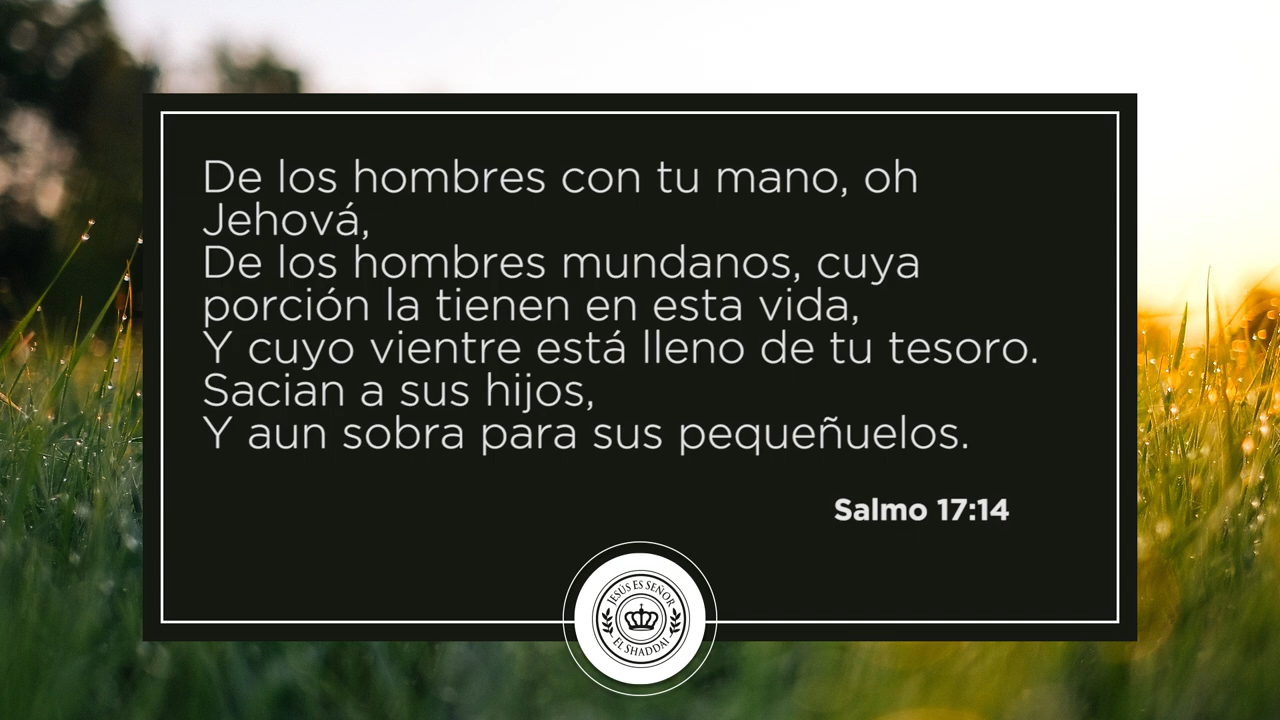 De los hombres con tu mano, oh
Jehová,
De los hombres mundanos, cuya
porción la tienen en esta vida,
Y cuyo vientre está lleno de tu tesoro.
Sacian a sus hijos,
Y aun sobra para sus pequeñuelos.
Salmo 17:14
JESÚS ES SEÑOR
EL SHADDAI